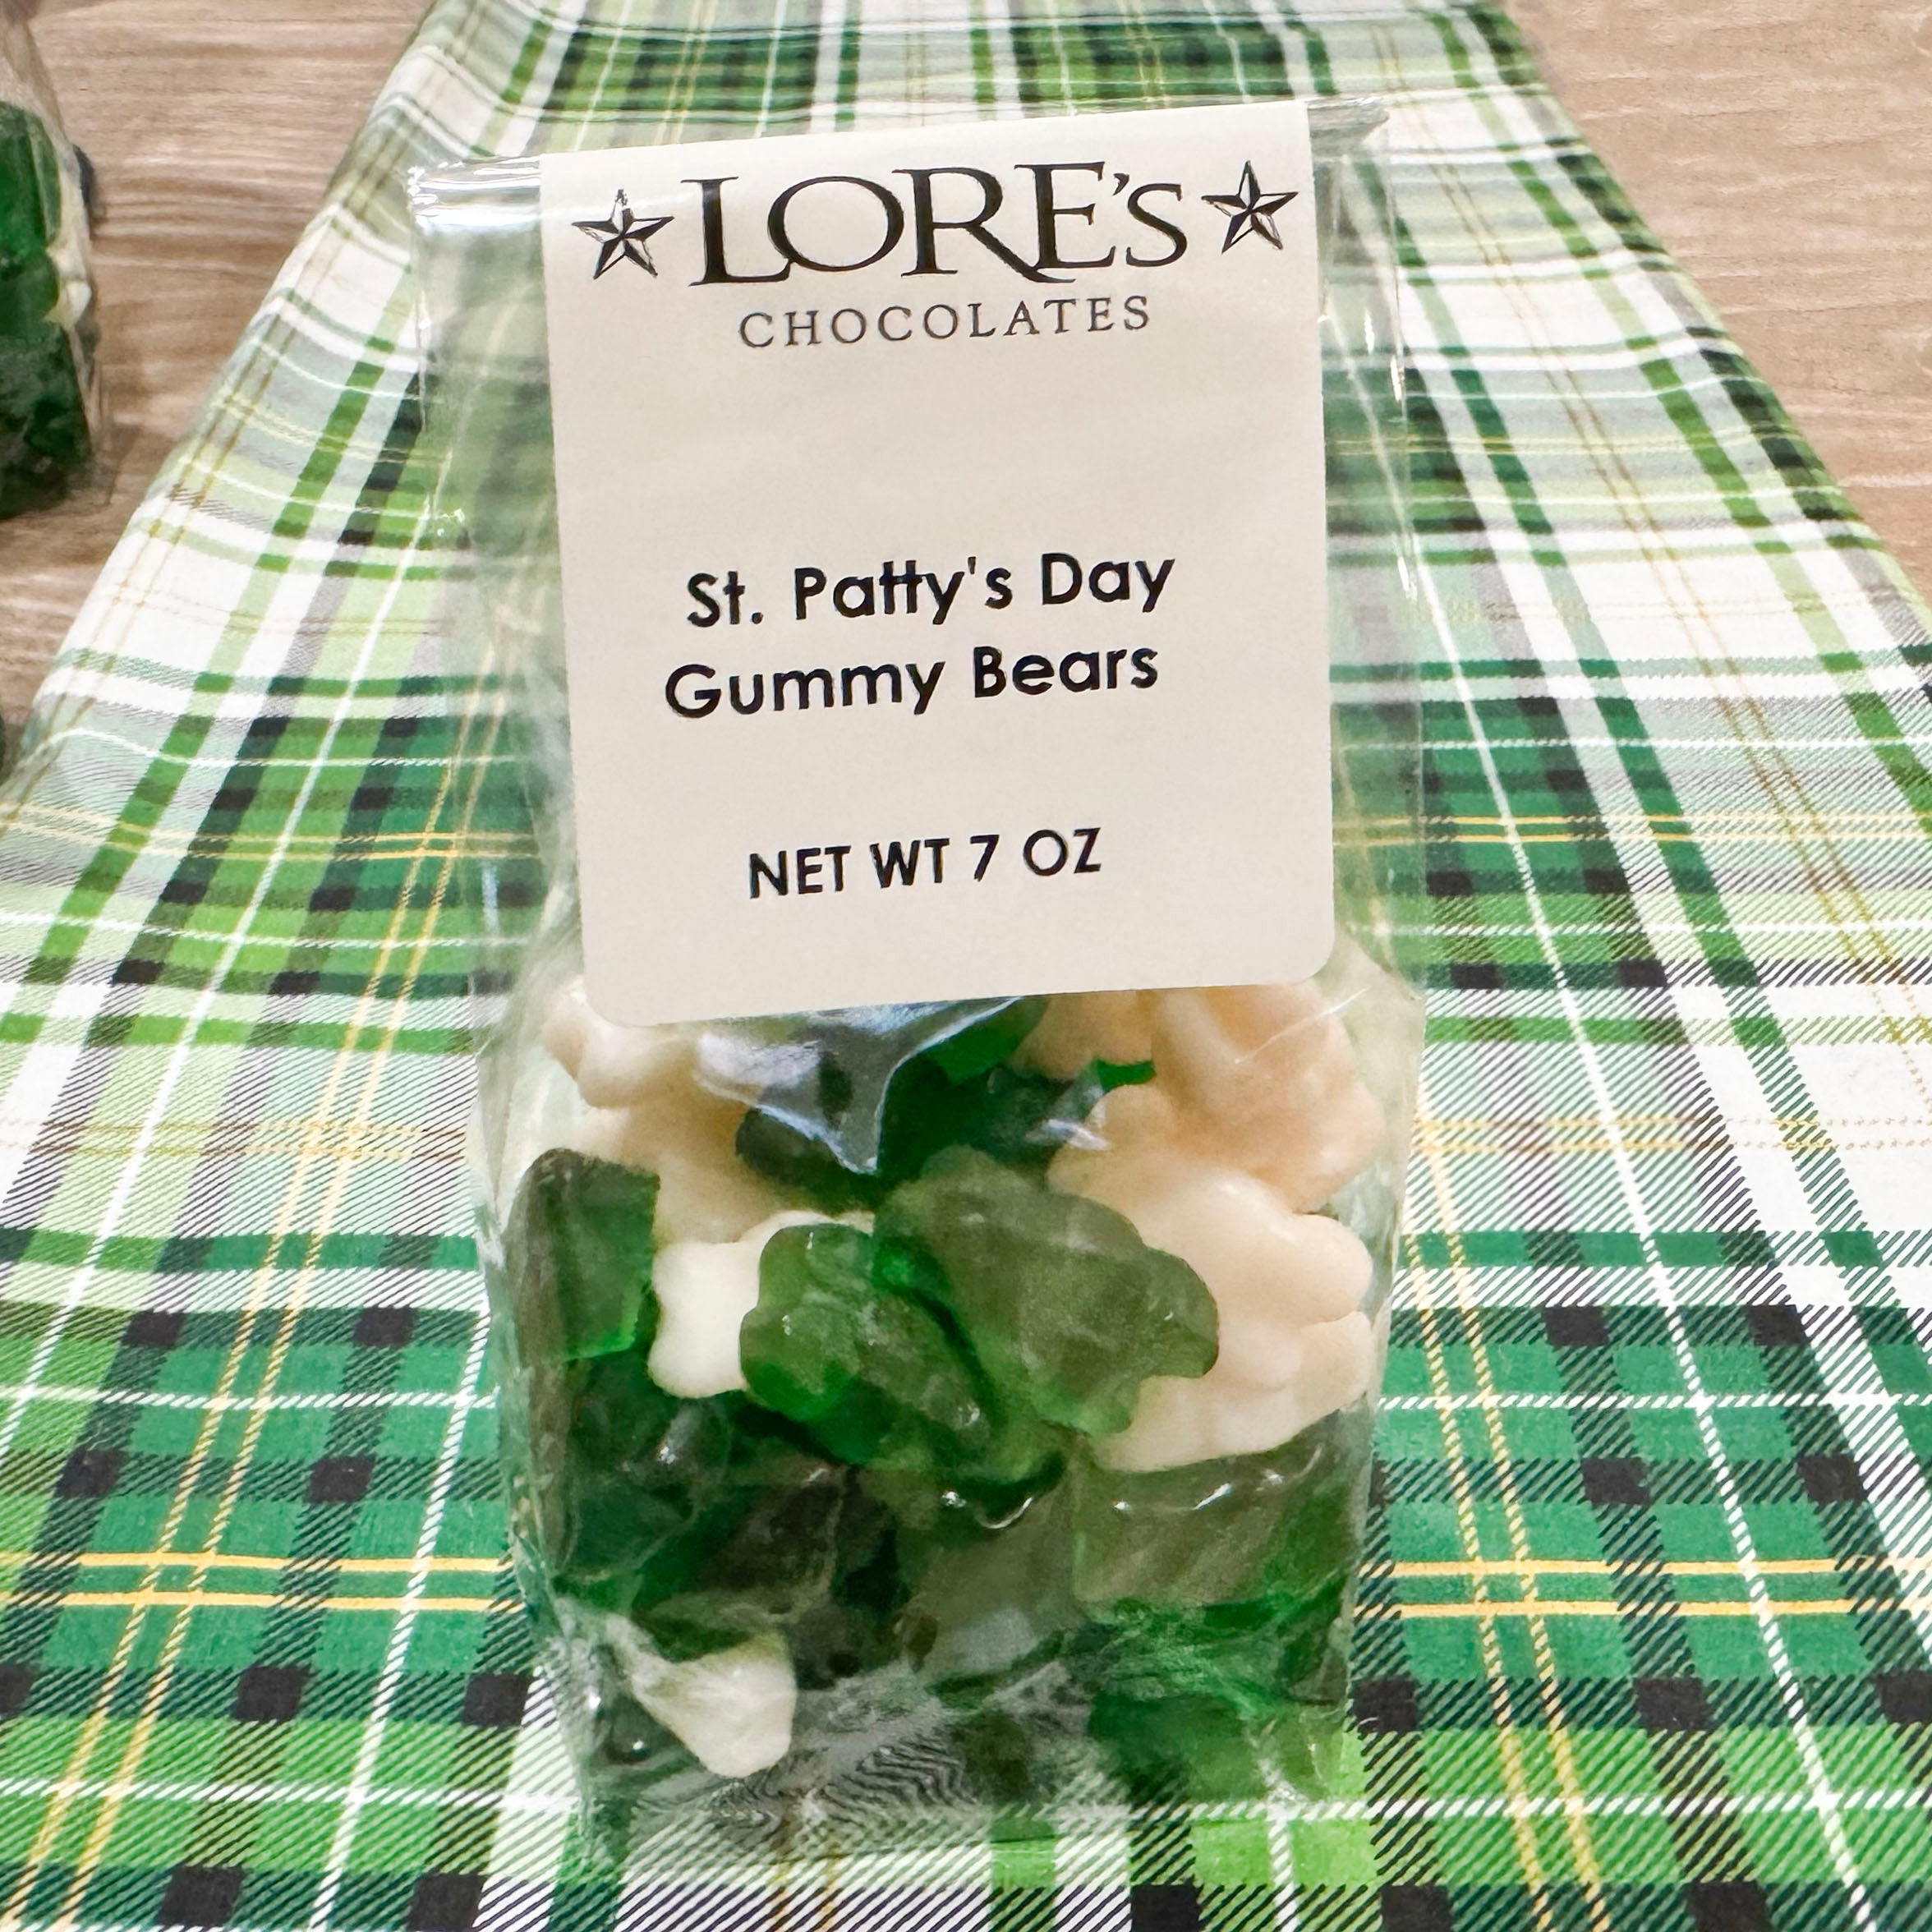 LORE's
CHOCOLATES
St. Patty's Day
Gummy Bears
NET WT 7 OZ